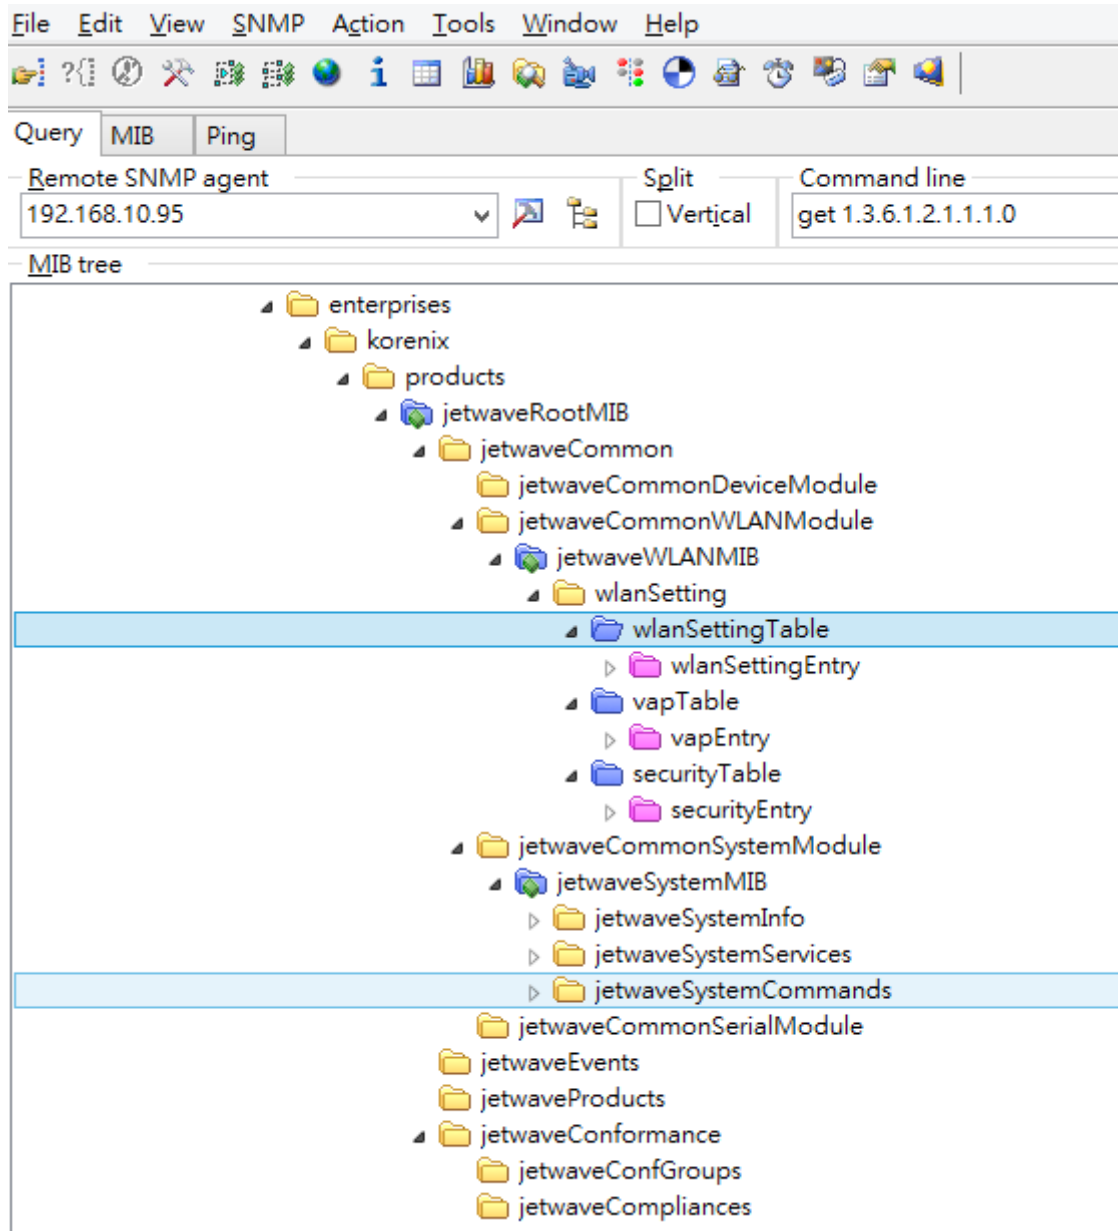 File Edit View SNMP Action Tools Window Help
Query MIB Ping
Remote SNMP agent Split Command line
192.168.10.95 Vertical get 1.3.6.1.2.1.1.1.0
MIB tree
enterprises
korenix
products
jetwaveRootMIB
jetwaveCommon
jetwaveCommonDeviceModule
jetwaveCommonWLANModule
jetwaveWLANMIB
wlanSetting
wlanSettingTable
wlanSettingEntry
vapTable
vapEntry
securityTable
securityEntry
jetwaveCommonSystemModule
jetwaveSystemMIB
jetwaveSystemInfo
jetwaveSystemServices
jetwaveSystemCommands
jetwaveCommonSerialModule
jetwaveEvents
jetwaveProducts
jetwaveConformance
jetwaveConfGroups
jetwaveCompliances